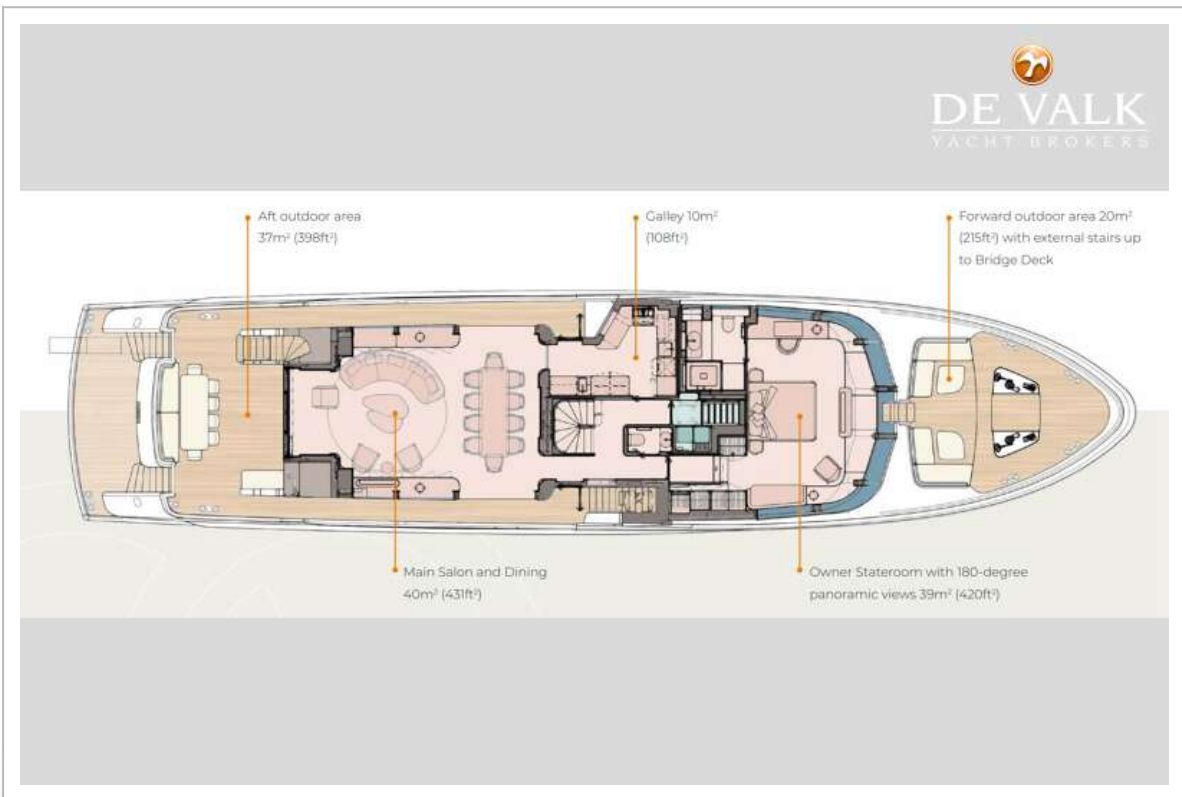 DE VALK
YACHT BROKERS
Aft outdoor area
37m² (398ft²)
Galley 10m²
(108ft²)
Forward outdoor area 20m²
(215ft²) with external stairs up
to Bridge Deck
Main Salon and Dining
40m² (431ft²)
Owner Stateroom with 180-degree
panoramic views 39m² (420ft²)